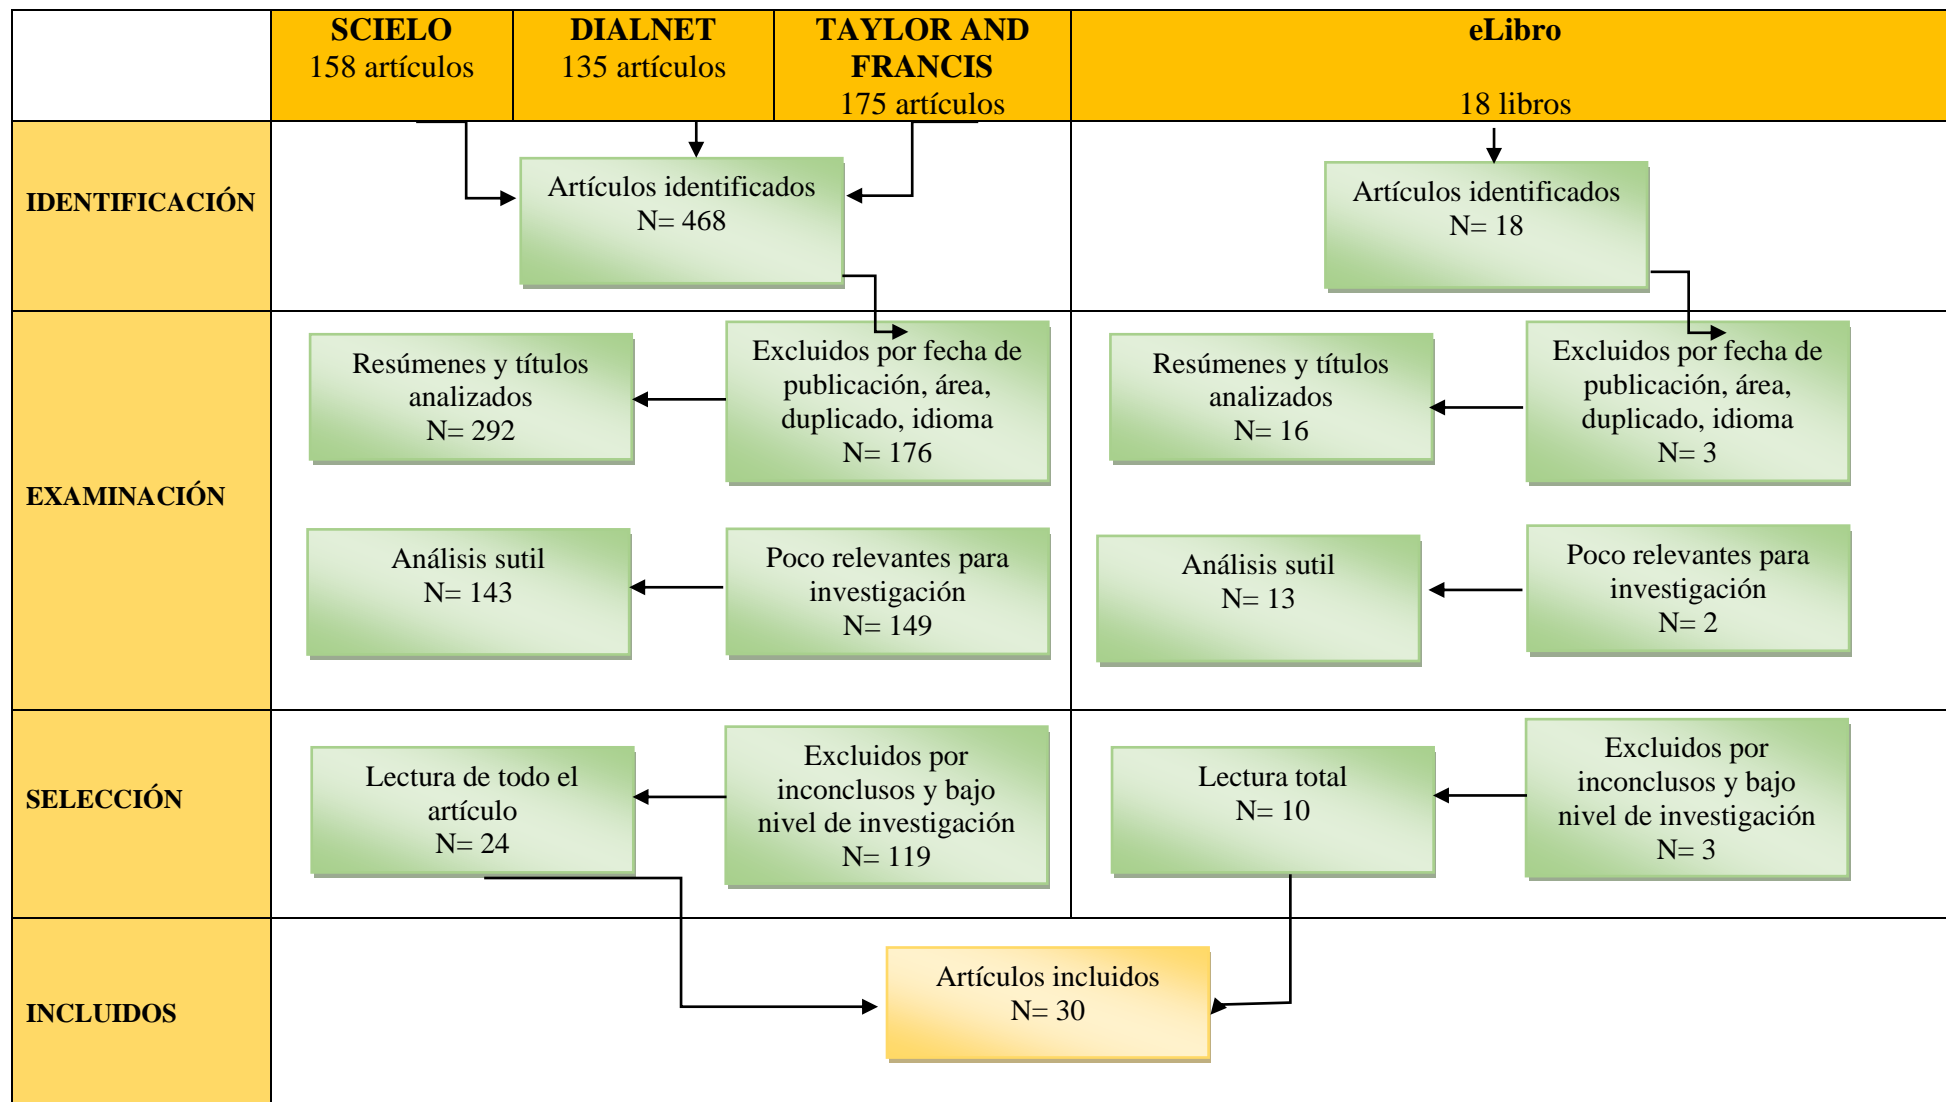 SCIELO
158 artículos
DIALNET
135 artículos
TAYLOR AND
FRANCIS
175 artículos
eLibro
18 libros
IDENTIFICACIÓN
Artículos identificados
N= 468
Artículos identificados
N= 18
EXAMINACIÓN
Resúmenes y títulos
analizados
N= 292
Excluidos por fecha de
publicación, área,
duplicado, idioma
N= 176
Resúmenes y títulos
analizados
N= 16
Excluidos por fecha de
publicación, área,
duplicado, idioma
N= 3
Análisis sutil
N= 143
Poco relevantes para
investigación
N= 149
Análisis sutil
N= 13
Poco relevantes para
investigación
N= 2
SELECCIÓN
Lectura de todo el
artículo
N= 24
Excluidos por
inconclusos y bajo
nivel de investigación
N= 119
Lectura total
N= 10
Excluidos por
inconclusos y bajo
nivel de investigación
N= 3
INCLUIDOS
Artículos incluidos
N= 30